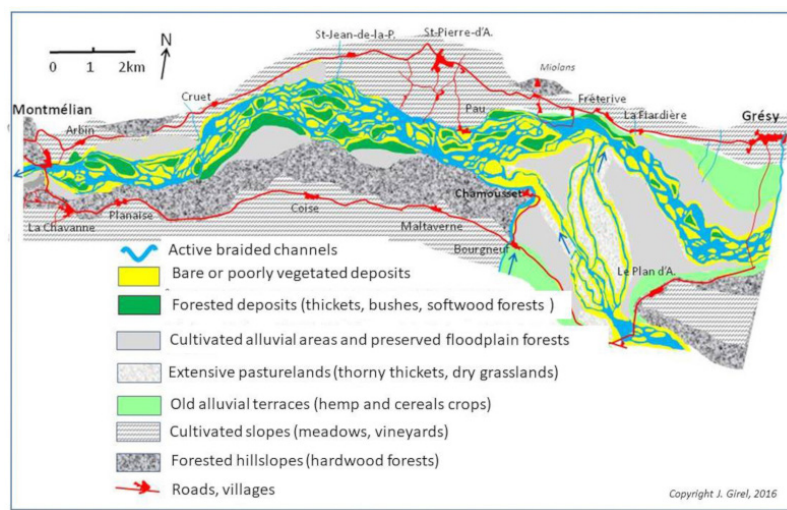 St-Jean-de-la-P.
St-Pierre-d'A.
N
0 1 2km
Miolans
Montmélian
Cruet
Fréterive
Pau
La Fiardière
Arbin
Grésy
Chamousset
La Chavanne
Planaise
Coise
Maltaverne
Bourgneuf
Le Plan d'A.
Active braided channels
Bare or poorly vegetated deposits
Forested deposits (thickets, bushes, softwood forests )
Cultivated alluvial areas and preserved floodplain forests
Extensive pasturelands (thorny thickets, dry grasslands)
Old alluvial terraces (hemp and cereals crops)
Cultivated slopes (meadows, vineyards)
Forested hillslopes (hardwood forests)
Roads, villages
Copyright J. Girel, 2016